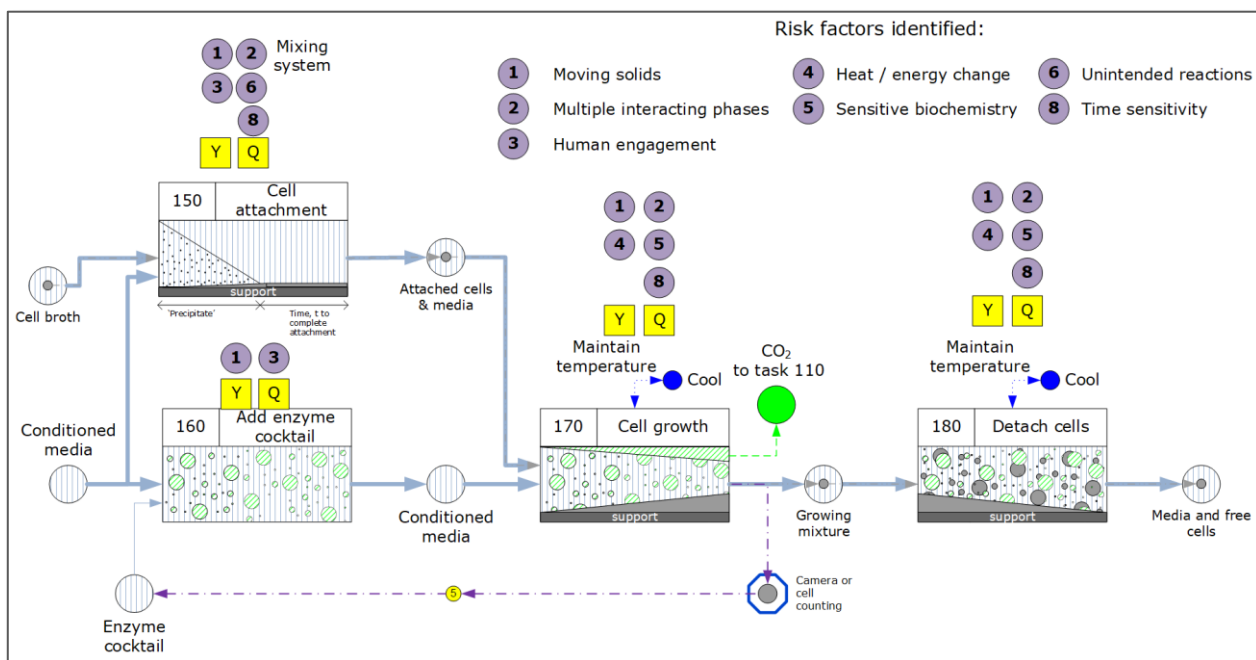 Risk factors identified:
1 Moving solids
2 Multiple interacting phases
3 Human engagement
4 Heat / energy change
5 Sensitive biochemistry
6 Unintended reactions
8 Time sensitivity
1 2 Mixing
system
3 6
8
Y Q
150 Cell
attachment
support
'Precipitate'
Time, t to
complete
attachment
Cell broth
Attached cells
& media
1 3
Y Q
160 Add enzyme
cocktail
Conditioned
media
Conditioned
media
Enzyme
cocktail
1 2
4 5
8
Y Q
Maintain
temperature
Cool
CO₂
to task 110
170 Cell growth
support
Growing
mixture
Camera or
cell
counting
5
1 2
4 5
8
Y Q
Maintain
temperature
Cool
180 Detach cells
support
Media and free
cells